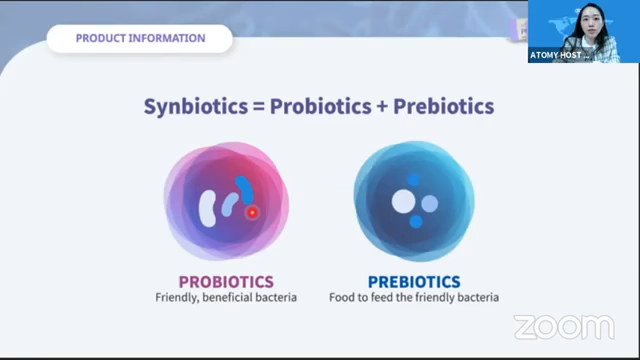 PRODUCT INFORMATION
ATOMY HOST ...
Synbiotics = Probiotics + Prebiotics
PROBIOTICS
Friendly, beneficial bacteria
PREBIOTICS
Food to feed the friendly bacteria
zoom